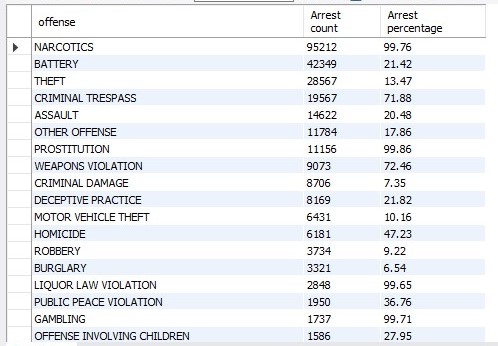 offense Arrest count Arrest percentage
NARCOTICS 95212 99.76
BATTERY 42349 21.42
THEFT 28567 13.47
CRIMINAL TRESPASS 19567 71.88
ASSAULT 14622 20.48
OTHER OFFENSE 11784 17.86
PROSTITUTION 11156 99.86
WEAPONS VIOLATION 9073 72.46
CRIMINAL DAMAGE 8706 7.35
DECEPTIVE PRACTICE 8169 21.82
MOTOR VEHICLE THEFT 6431 10.16
HOMICIDE 6181 47.23
ROBBERY 3734 9.22
BURGLARY 3321 6.54
LIQUOR LAW VIOLATION 2848 99.65
PUBLIC PEACE VIOLATION 1950 36.76
GAMBLING 1737 99.71
OFFENSE INVOLVING CHILDREN 1586 27.95